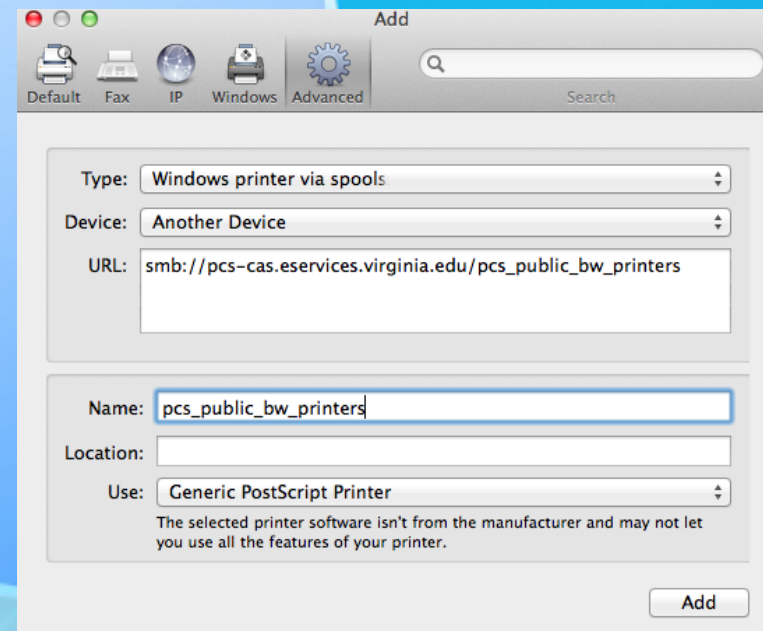 Add
Default Fax IP Windows Advanced Search
Type: Windows printer via spools
Device: Another Device
URL: smb://pcs-cas.eservices.virginia.edu/pcs_public_bw_printers
Name: pcs_public_bw_printers
Location:
Use: Generic PostScript Printer
The selected printer software isn't from the manufacturer and may not let
you use all the features of your printer.
Add